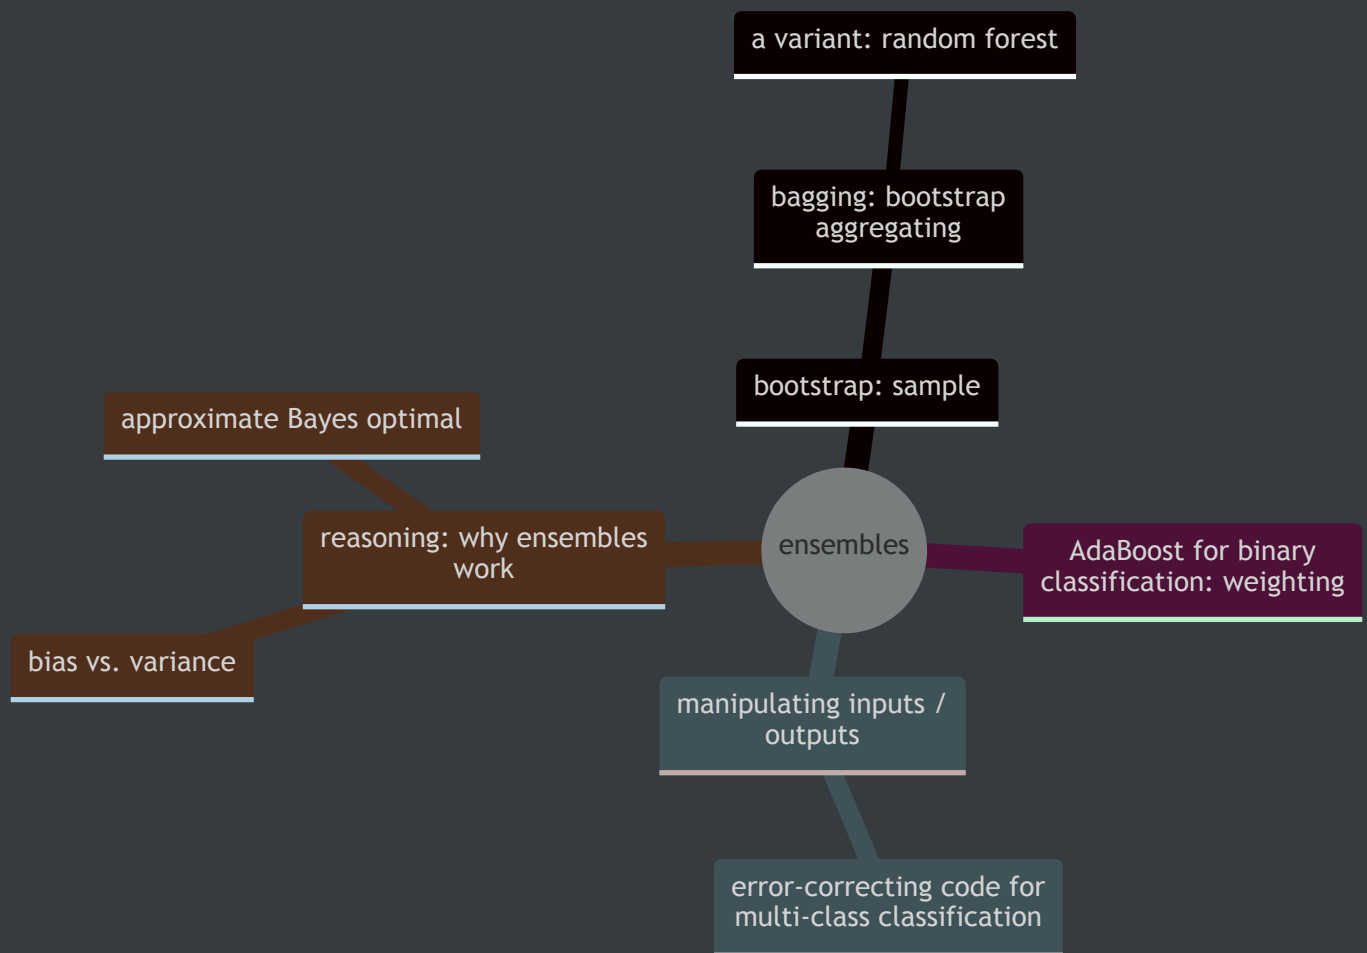 a variant: random forest
bagging: bootstrap
aggregating
bootstrap: sample
approximate Bayes optimal
reasoning: why ensembles
work
ensembles
AdaBoost for binary
classification: weighting
bias vs. variance
manipulating inputs /
outputs
error-correcting code for
multi-class classification